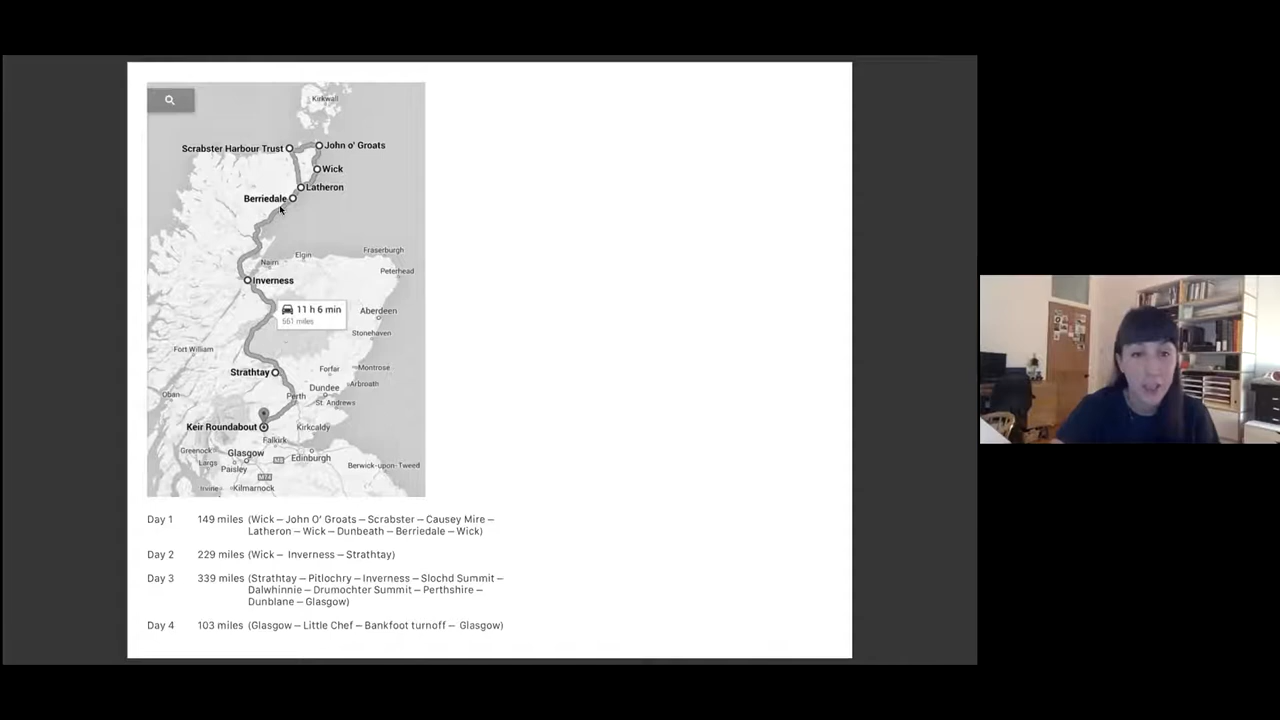 Kirkwall
Scrabster Harbour Trust
John o' Groats
Wick
Latheron
Berriedale
Fraserburgh
Elgin
Nairn
Peterhead
Inverness
11 h 6 min
561 miles
Aberdeen
Stonehaven
Fort William
Forfar
Montrose
Strathtay
Dundee
Arbroath
Oban
Perth
St. Andrews
Keir Roundabout
Kirkcaldy
Falkirk
Greenock
Glasgow
M8
Edinburgh
Largs
Paisley
Berwick-upon-Tweed
M74
Irvine
Kilmarnock
Day 1 149 miles (Wick – John O' Groats – Scrabster – Causey Mire –
Latheron – Wick – Dunbeath – Berriedale – Wick)
Day 2 229 miles (Wick – Inverness – Strathtay)
Day 3 339 miles (Strathtay – Pitlochry – Inverness – Slochd Summit –
Dalwhinnie – Drumochter Summit – Perthshire –
Dunblane – Glasgow)
Day 4 103 miles (Glasgow – Little Chef – Bankfoot turnoff – Glasgow)